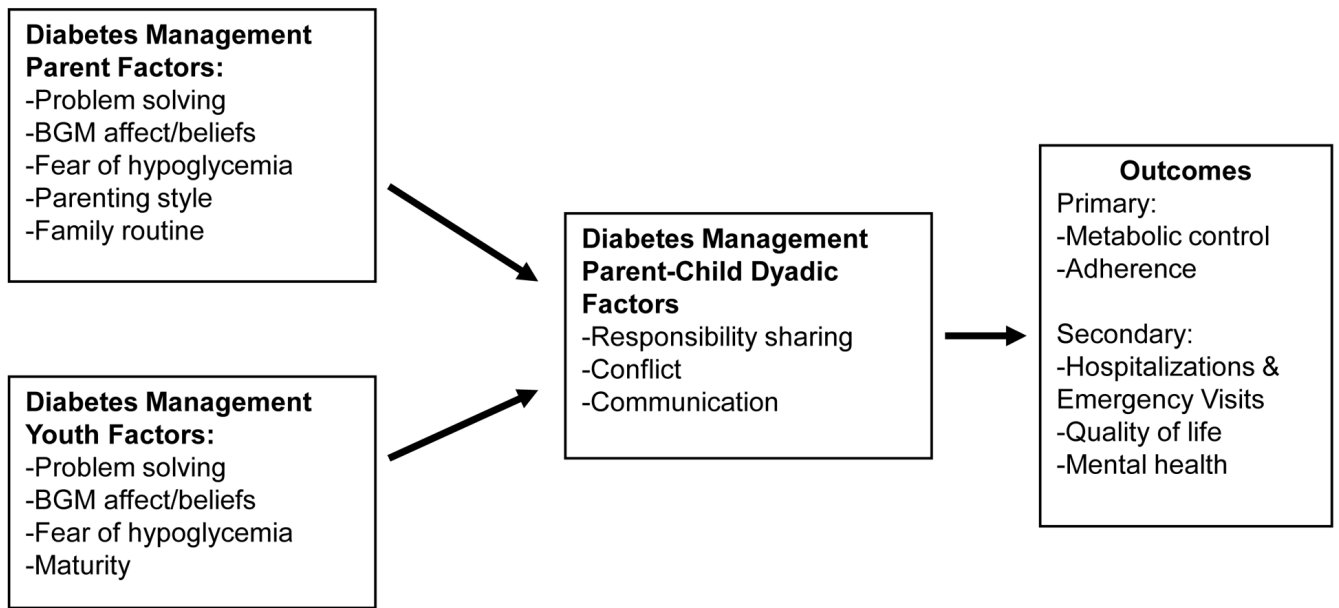 Diabetes Management
Parent Factors:
-Problem solving
-BGM affect/beliefs
-Fear of hypoglycemia
-Parenting style
-Family routine
Diabetes Management
Youth Factors:
-Problem solving
-BGM affect/beliefs
-Fear of hypoglycemia
-Maturity
Diabetes Management
Parent-Child Dyadic
Factors
-Responsibility sharing
-Conflict
-Communication
Outcomes
Primary:
-Metabolic control
-Adherence
Secondary:
-Hospitalizations &
Emergency Visits
-Quality of life
-Mental health